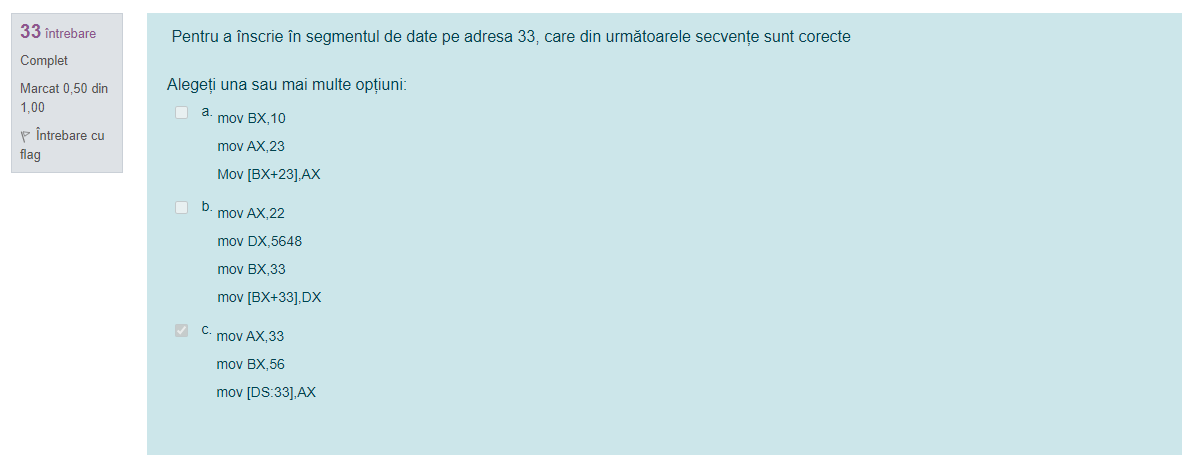 33 întrebare
Complet
Marcat 0,50 din
1,00
Întrebare cu
flag
Pentru a înscrie în segmentul de date pe adresa 33, care din următoarele secvențe sunt corecte
Alegeți una sau mai multe opțiuni:
a. mov BX,10
mov AX,23
Mov [BX+23],AX
b. mov AX,22
mov DX,5648
mov BX,33
mov [BX+33],DX
c. mov AX,33
mov BX,56
mov [DS:33],AX